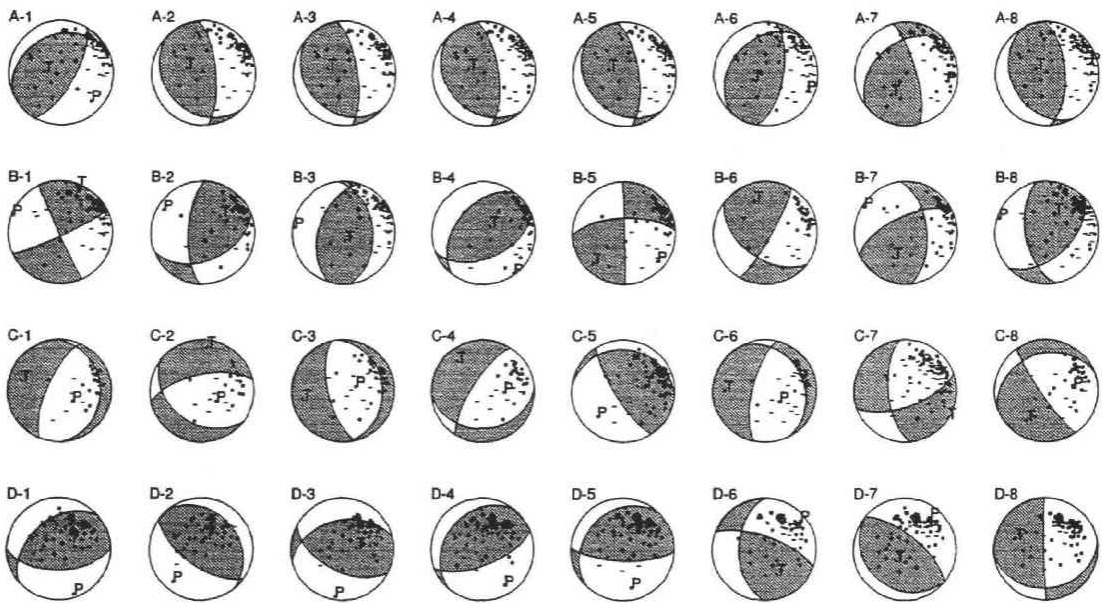 A-1 A-2 A-3 A-4 A-5 A-6 A-7 A-8
T T T T T P T T
P P P P
B-1 B-2 B-3 B-4 B-5 B-6 B-7 B-8
T P T P P T
P T P T T P T P T
P
C-1 C-2 C-3 C-4 C-5 C-6 C-7 C-8
T T P T P T P P
P P T P P T T
D-1 D-2 D-3 D-4 D-5 D-6 D-7 D-8
P P P P P P T P T T